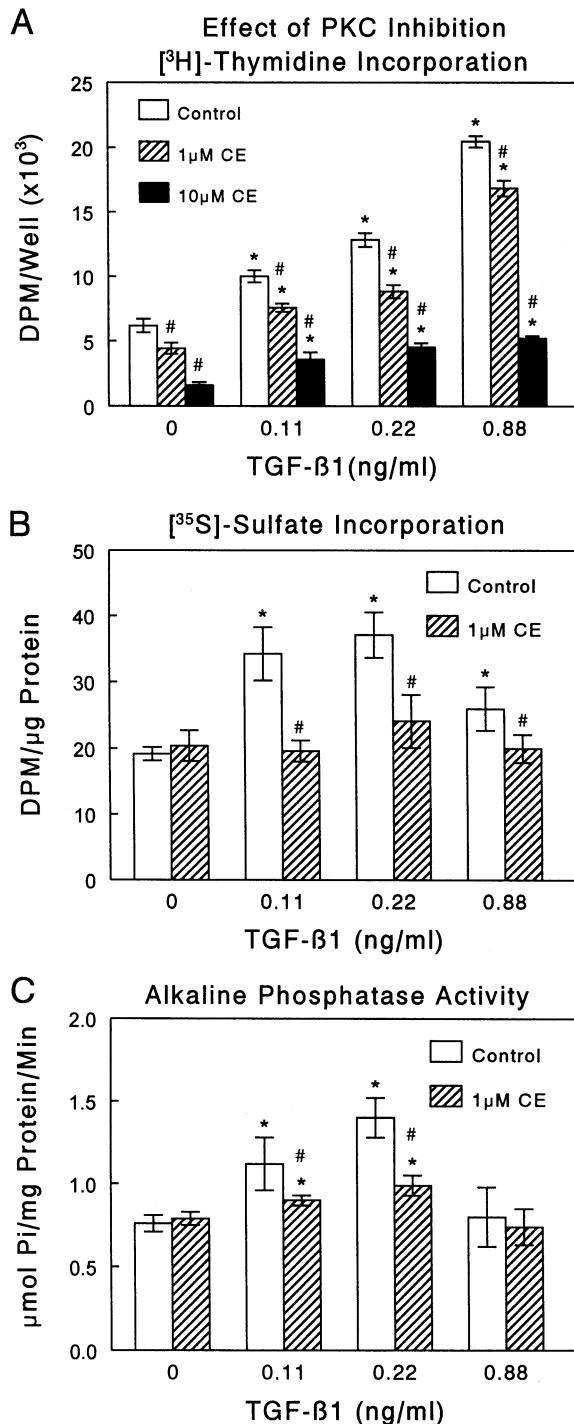 A
Effect of PKC Inhibition
[³H]-Thymidine Incorporation
25
20
15
10
5
0
DPM/Well (x10³)
Control
1µM CE
10µM CE
#
#
*
#
*
#
*
*
#
*
#
*
*
#
*
#
*
0
0.11
0.22
0.88
TGF-ß1(ng/ml)
B
[³⁵S]-Sulfate Incorporation
50
40
30
20
10
0
DPM/µg Protein
Control
1µM CE
*
#
*
#
*
#
0
0.11
0.22
0.88
TGF-ß1 (ng/ml)
C
Alkaline Phosphatase Activity
2.0
1.5
1.0
0.5
0.0
µmol Pi/mg Protein/Min
Control
1µM CE
*
#
*
*
#
*
0
0.11
0.22
0.88
TGF-ß1 (ng/ml)